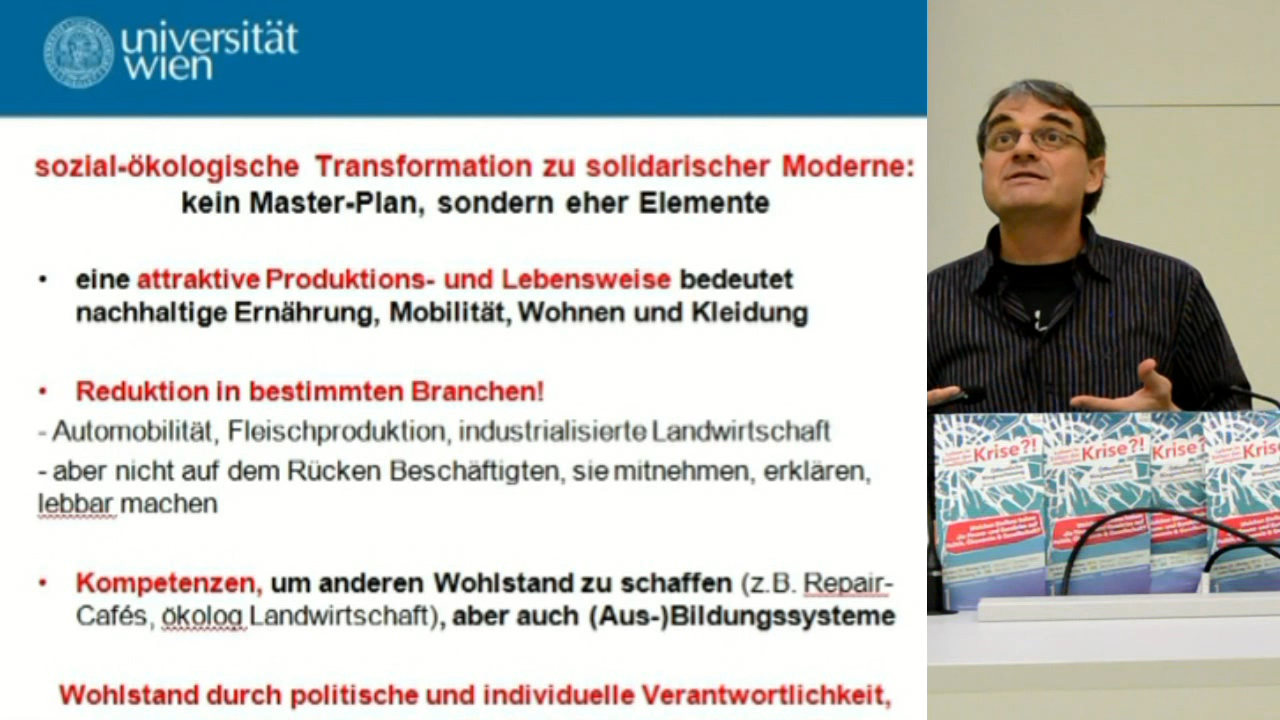 universität
wien
sozial-ökologische Transformation zu solidarischer Moderne:
kein Master-Plan, sondern eher Elemente
• eine attraktive Produktions- und Lebensweise bedeutet
nachhaltige Ernährung, Mobilität, Wohnen und Kleidung
• Reduktion in bestimmten Branchen!
- Automobilität, Fleischproduktion, industrialisierte Landwirtschaft
- aber nicht auf dem Rücken Beschäftigten, sie mitnehmen, erklären,
lebbar machen
• Kompetenzen, um anderen Wohlstand zu schaffen (z.B. Repair-
Cafés, ökolog Landwirtschaft), aber auch (Aus-)Bildungssysteme
Wohlstand durch politische und individuelle Verantwortlichkeit,
Krise?!
Krise?!
Krise?
Kris